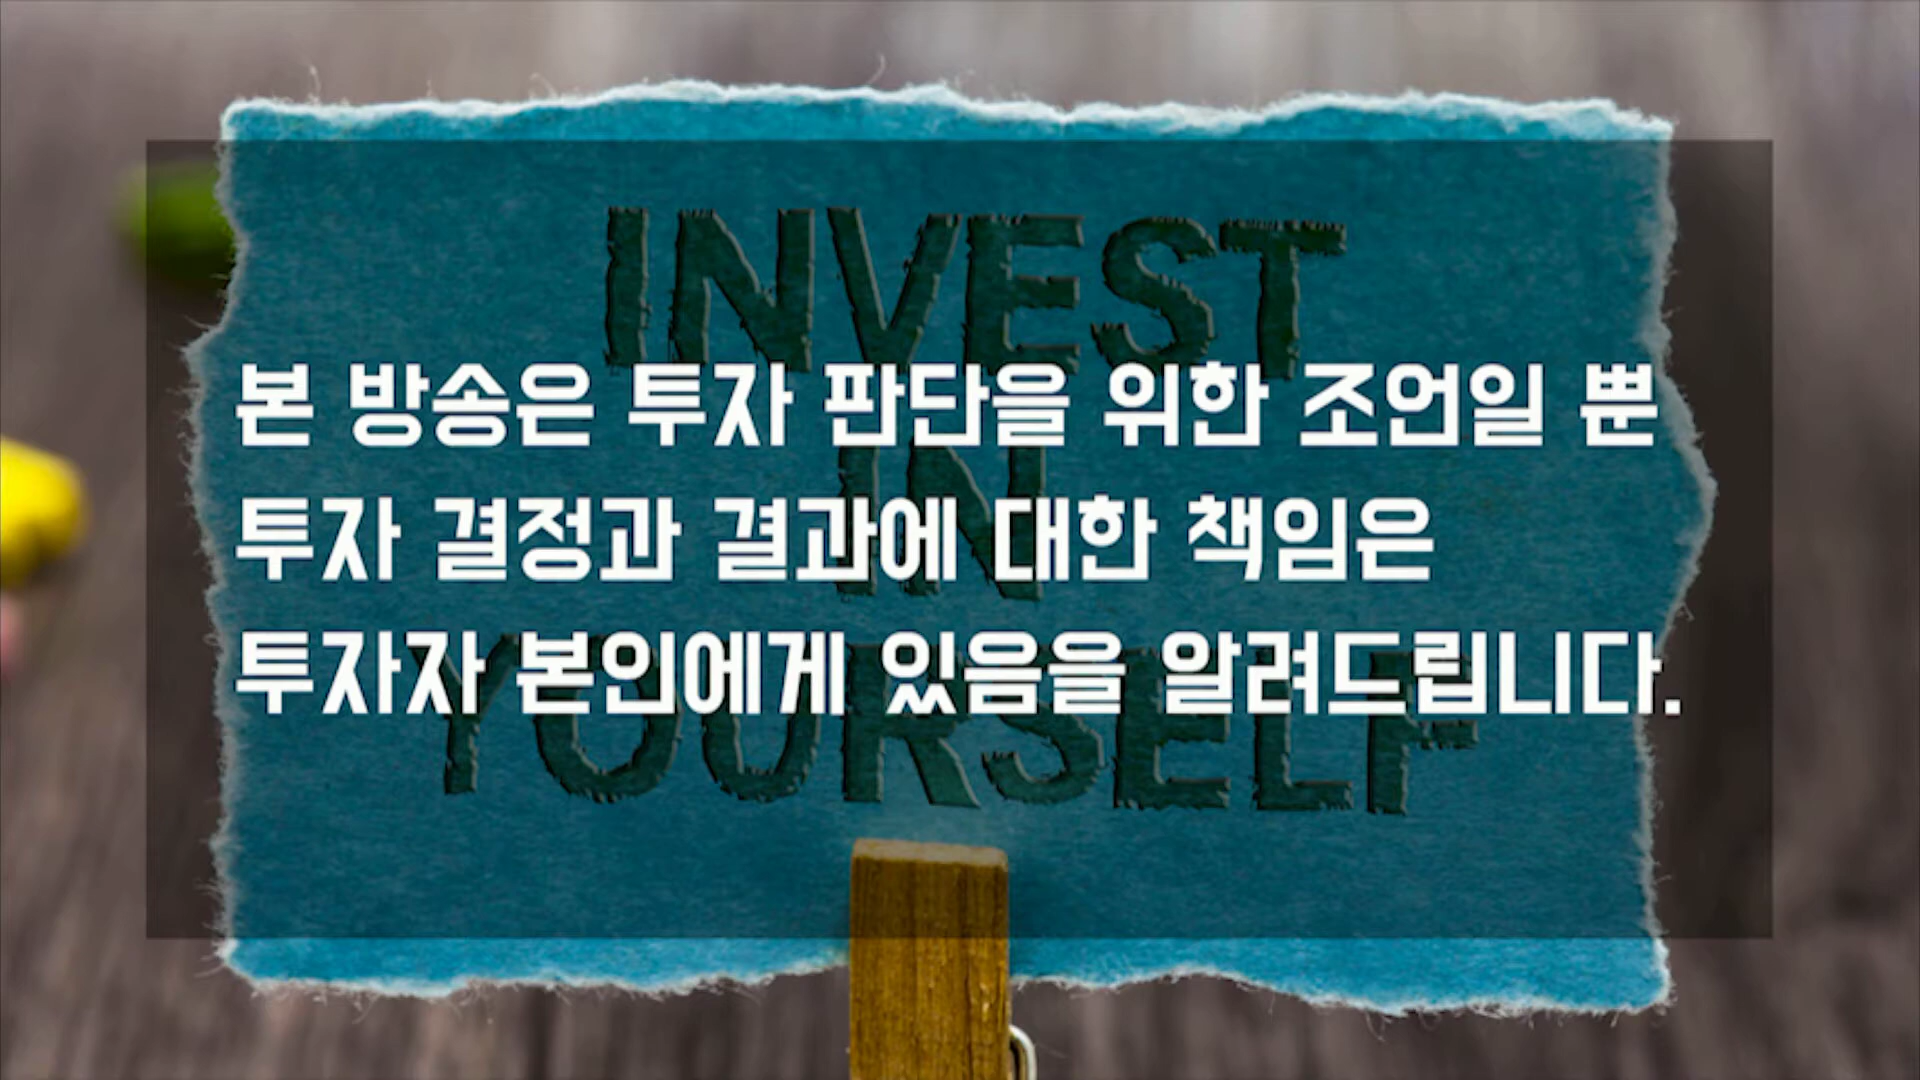 INVEST
본 방송은 투자 판단을 위한 조언일 뿐
IN
투자 결정과 결과에 대한 책임은
투자자 본인에게 있음을 알려드립니다.
YOURSELF